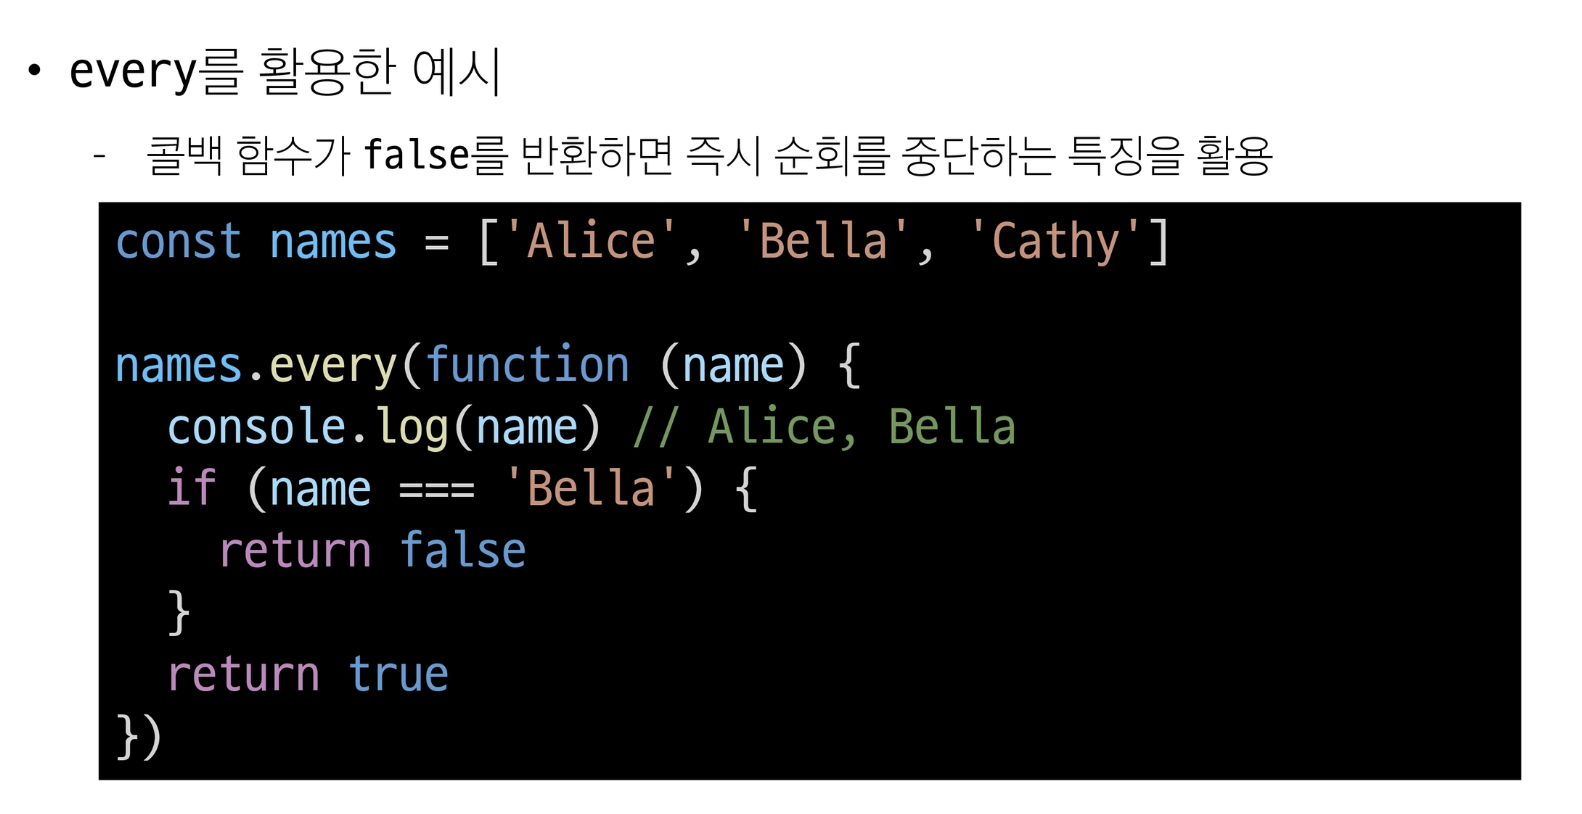 • every를 활용한 예시
- 콜백 함수가 false를 반환하면 즉시 순회를 중단하는 특징을 활용
const names = ['Alice', 'Bella', 'Cathy']

names.every(function (name) {
  console.log(name) // Alice, Bella
  if (name === 'Bella') {
    return false
  }
  return true
})